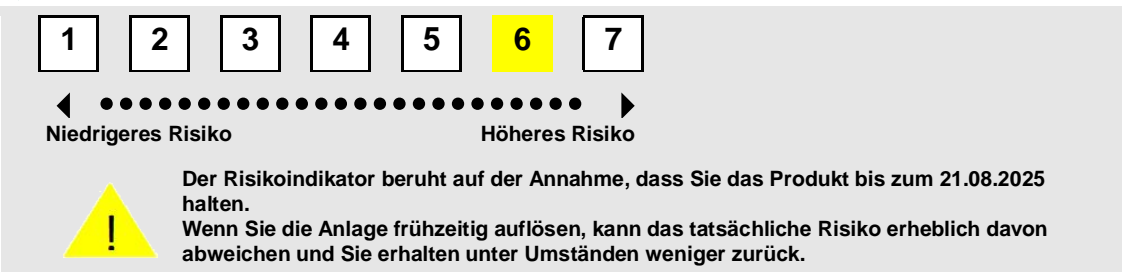 1 2 3 4 5 6 7
Niedrigeres Risiko Höheres Risiko
Der Risikoindikator beruht auf der Annahme, dass Sie das Produkt bis zum 21.08.2025
halten.
Wenn Sie die Anlage frühzeitig auflösen, kann das tatsächliche Risiko erheblich davon
abweichen und Sie erhalten unter Umständen weniger zurück.
!